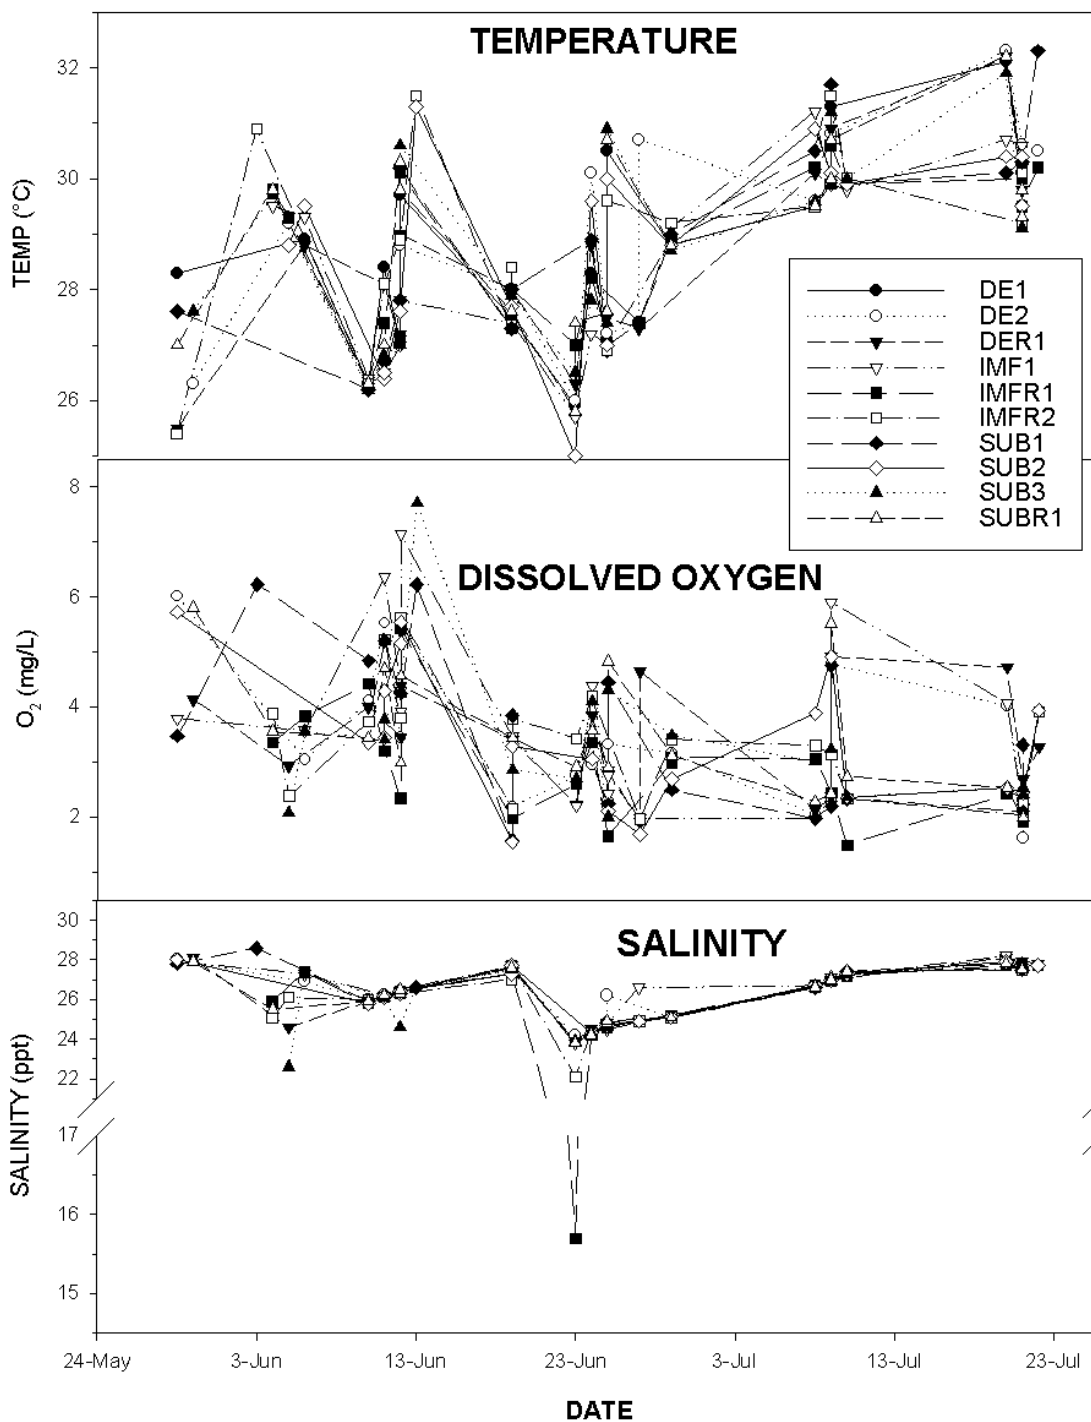 TEMPERATURE
32
30
28
26
TEMP (°C)
DE1
DE2
DER1
IMF1
IMFR1
IMFR2
SUB1
SUB2
SUB3
SUBR1
DISSOLVED OXYGEN
8
6
4
2
O2 (mg/L)
SALINITY
30
28
26
24
22
17
16
15
SALINITY (ppt)
24-May 3-Jun 13-Jun 23-Jun 3-Jul 13-Jul 23-Jul
DATE